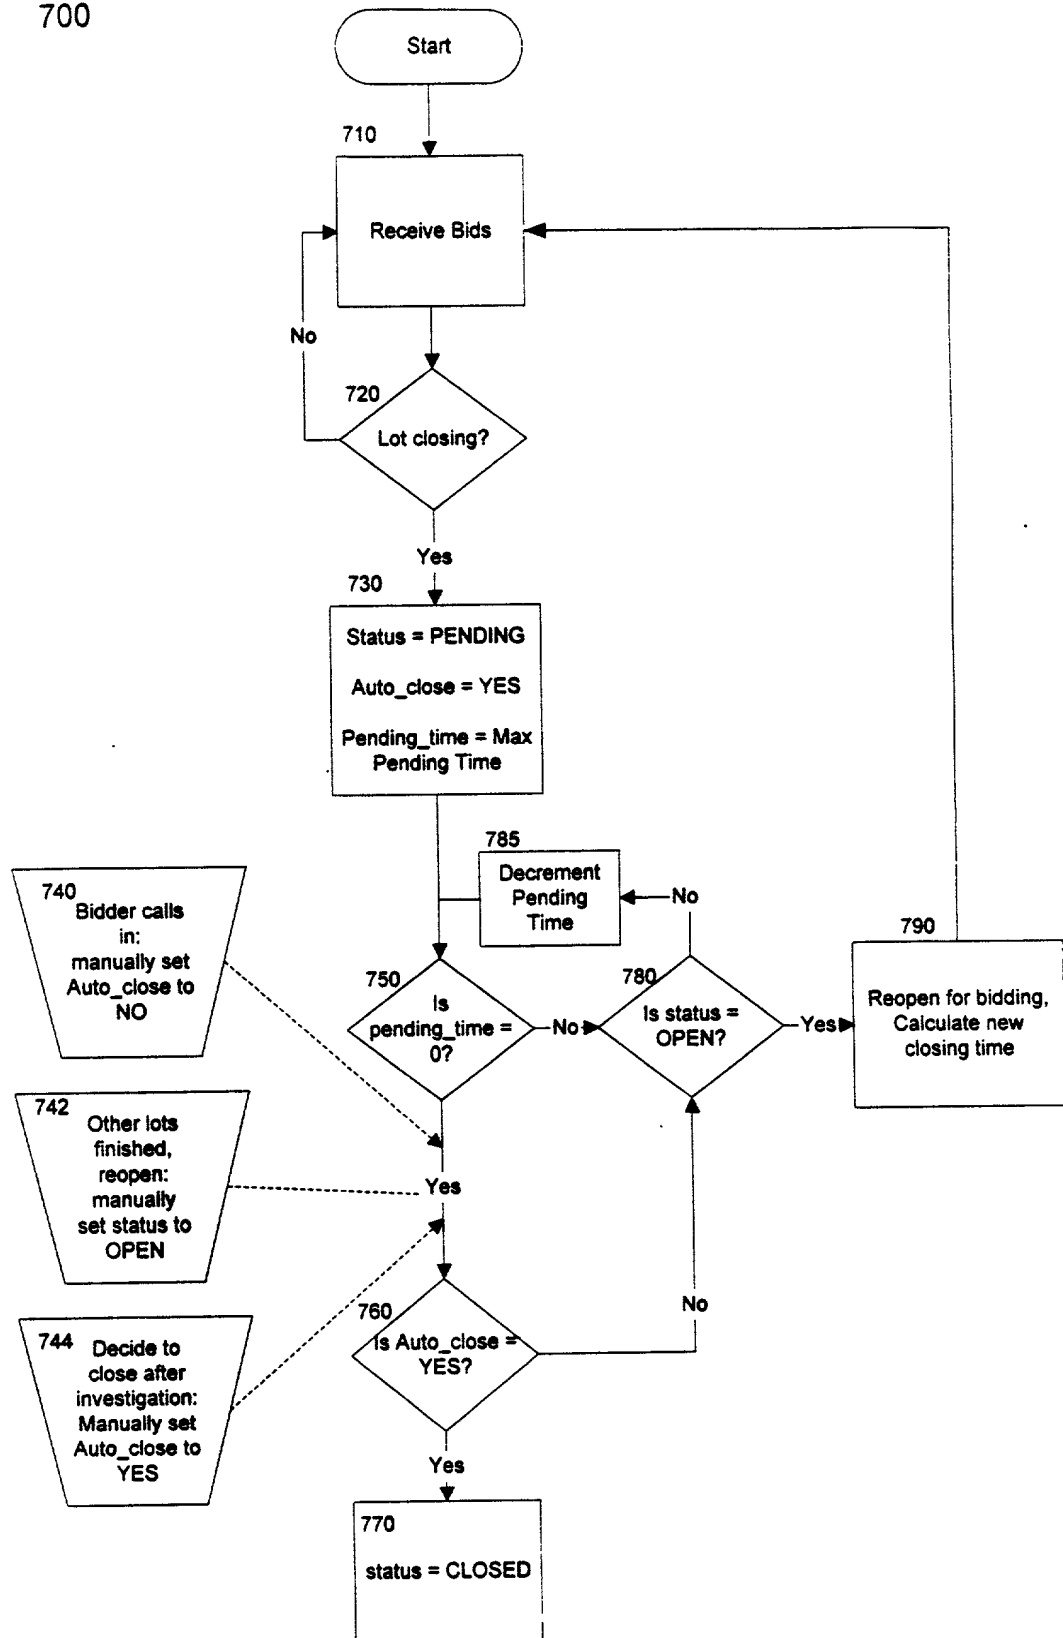 700
Start
710
Receive Bids
No
720
Lot closing?
Yes
730
Status = PENDING
Auto_close = YES
Pending_time = Max
Pending Time
785
Decrement
Pending
Time
No
740
Bidder calls
in:
manually set
Auto_close to
NO
750
Is
pending_time =
0?
No
780
Is status =
OPEN?
Yes
790
Reopen for bidding,
Calculate new
closing time
742
Other lots
finished,
reopen:
manually
set status to
OPEN
Yes
744
Decide to
close after
investigation:
Manually set
Auto_close to
YES
760
Is Auto_close =
YES?
No
Yes
770
status = CLOSED